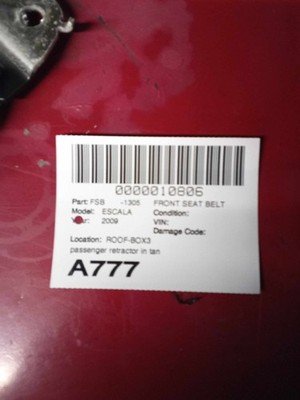 0000010806
Part: FSB -1305 FRONT SEAT BELT
Model: ESCALA Condition:
Year: 2009 VIN:
Damage Code:
Location: ROOF-BOX3
passenger retractor in tan
A777